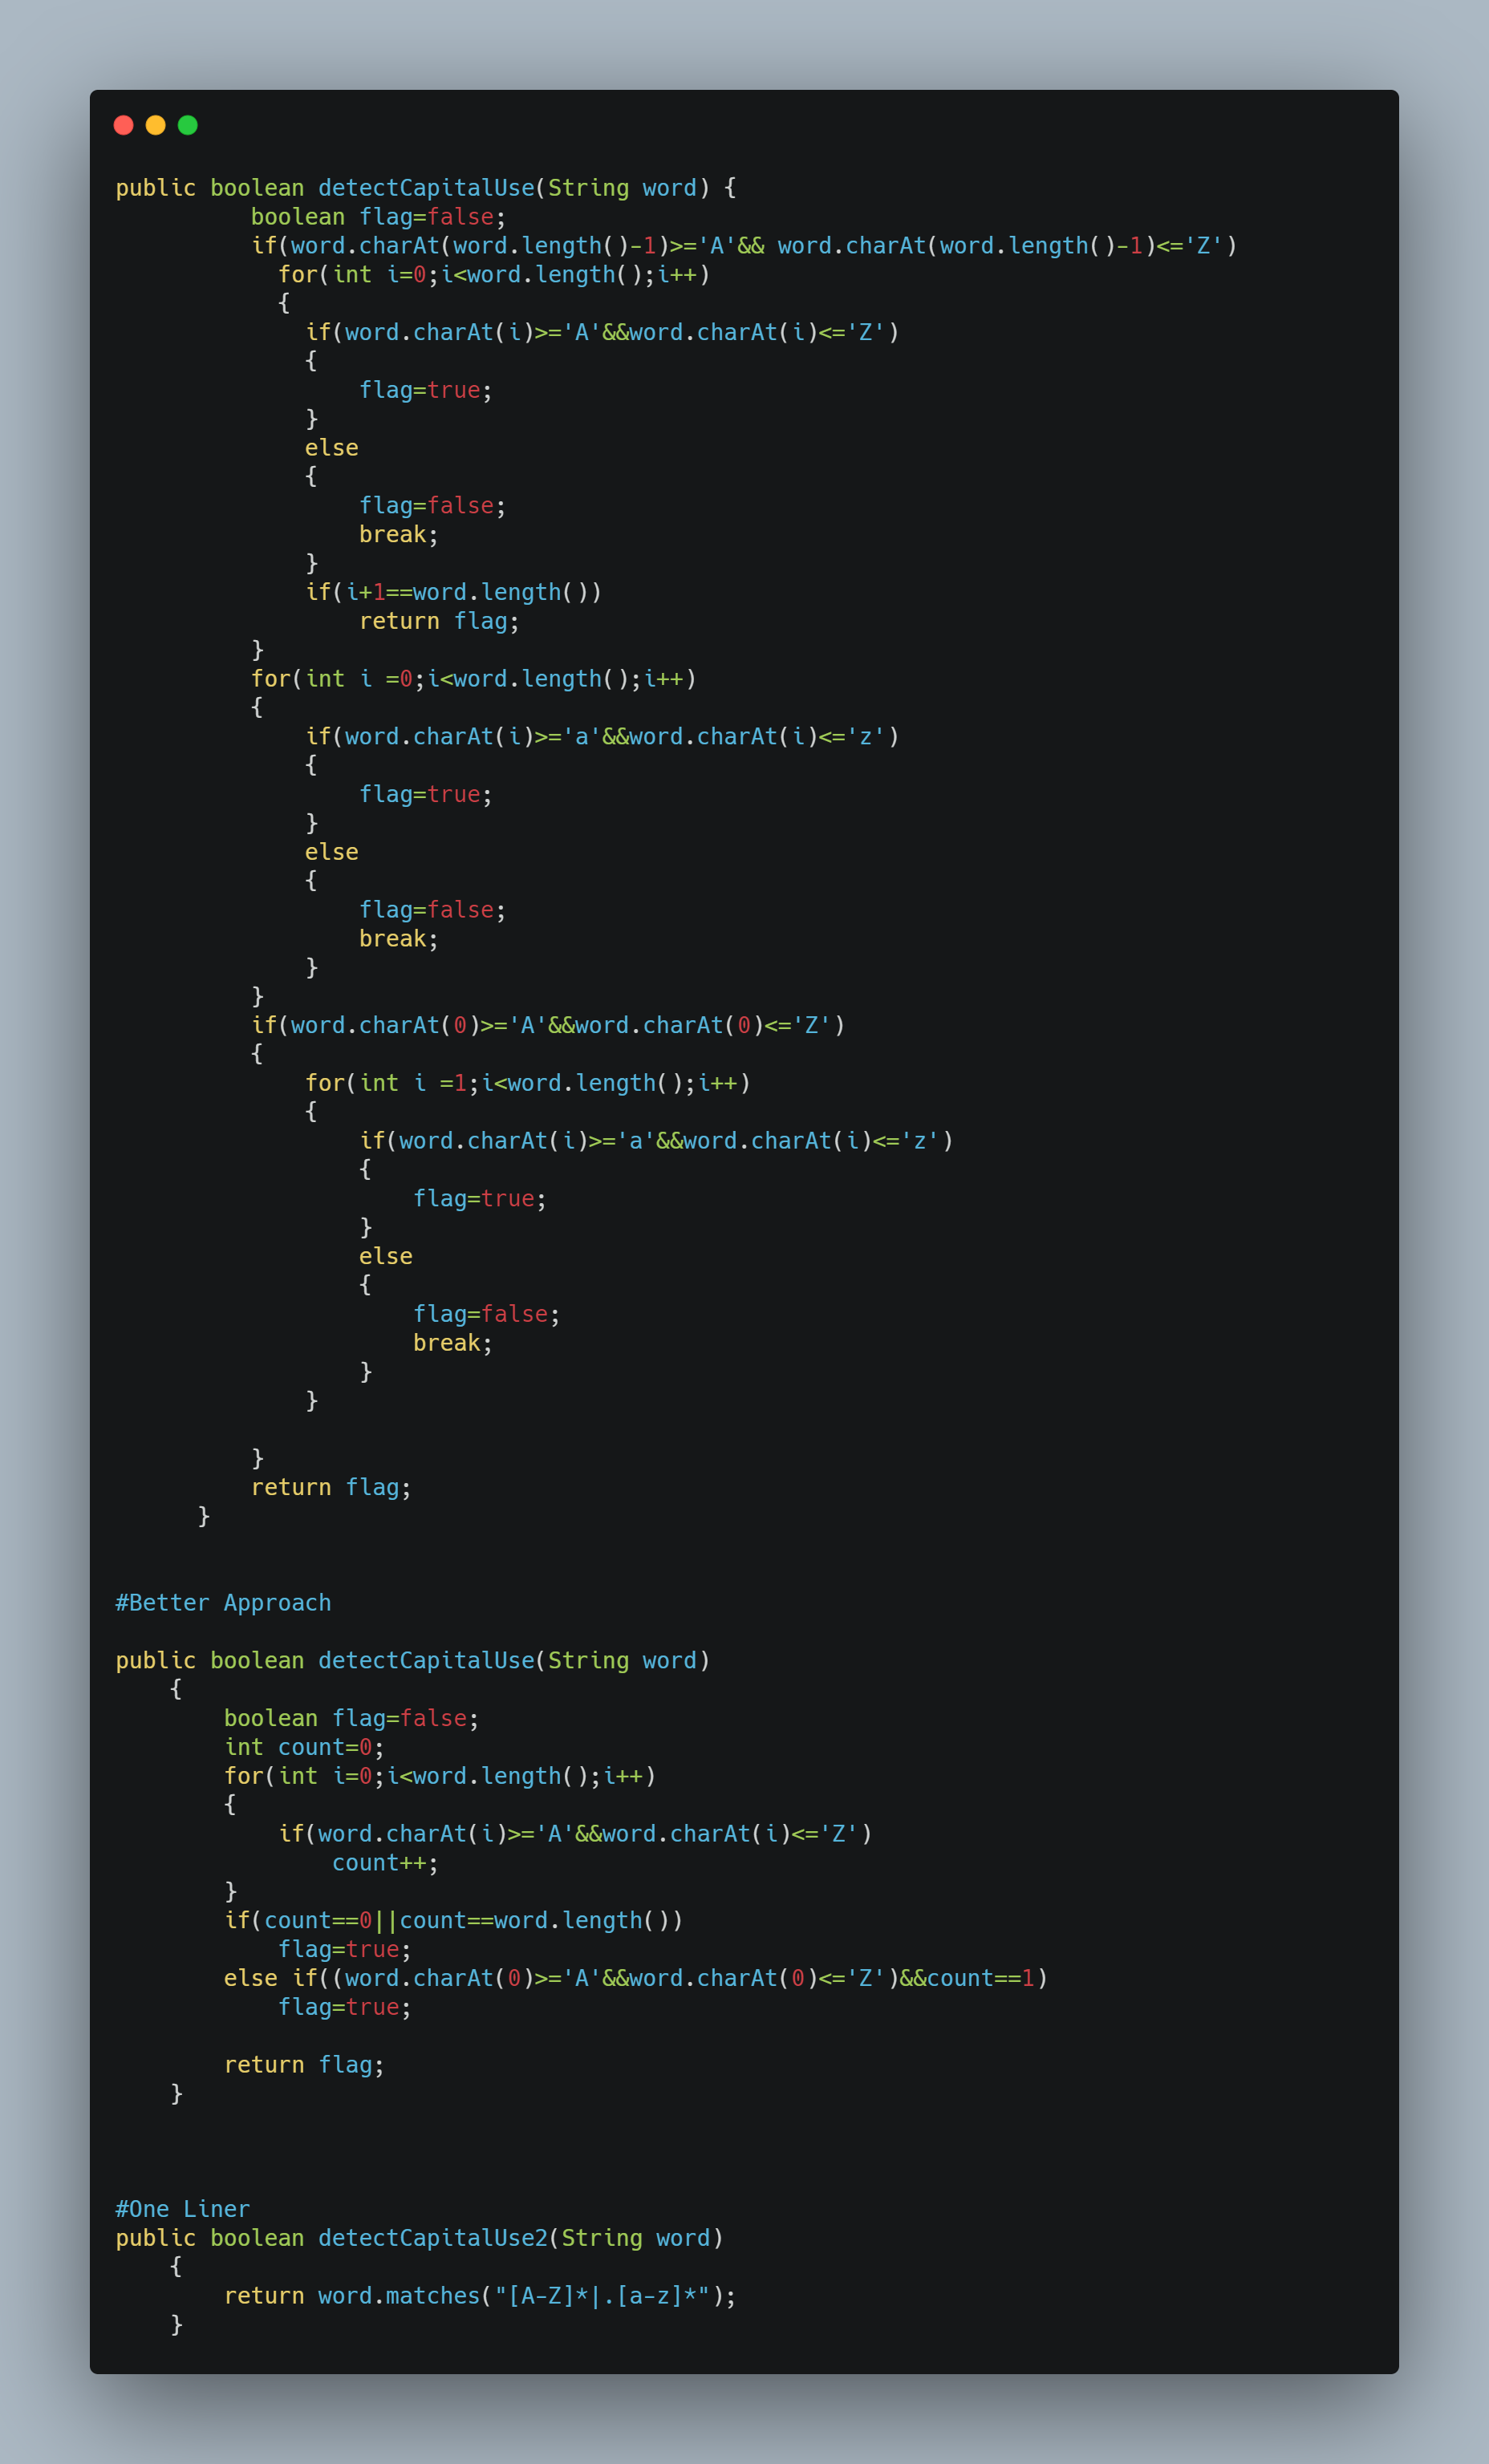 public boolean detectCapitalUse(String word) {
          boolean flag=false;
          if(word.charAt(word.length()-1)>='A'&& word.charAt(word.length()-1)<='Z')
            for(int i=0;i<word.length();i++)
            {
              if(word.charAt(i)>='A'&&word.charAt(i)<='Z')
              {
                  flag=true;
              }
              else
              {
                  flag=false;
                  break;
              }
              if(i+1==word.length())
                  return flag;
          }
          for(int i =0;i<word.length();i++)
          {
              if(word.charAt(i)>='a'&&word.charAt(i)<='z')
              {
                  flag=true;
              }
              else
              {
                  flag=false;
                  break;
              }
          }
          if(word.charAt(0)>='A'&&word.charAt(0)<='Z')
          {
              for(int i =1;i<word.length();i++)
              {
                  if(word.charAt(i)>='a'&&word.charAt(i)<='z')
                  {
                      flag=true;
                  }
                  else
                  {
                      flag=false;
                      break;
                  }
              }

          }
          return flag;
      }


#Better Approach

public boolean detectCapitalUse(String word)
    {
        boolean flag=false;
        int count=0;
        for(int i=0;i<word.length();i++)
        {
            if(word.charAt(i)>='A'&&word.charAt(i)<='Z')
                count++;
        }
        if(count==0||count==word.length())
            flag=true;
        else if((word.charAt(0)>='A'&&word.charAt(0)<='Z')&&count==1)
            flag=true;

        return flag;
    }



#One Liner
public boolean detectCapitalUse2(String word)
    {
        return word.matches("[A-Z]*|.[a-z]*");
    }